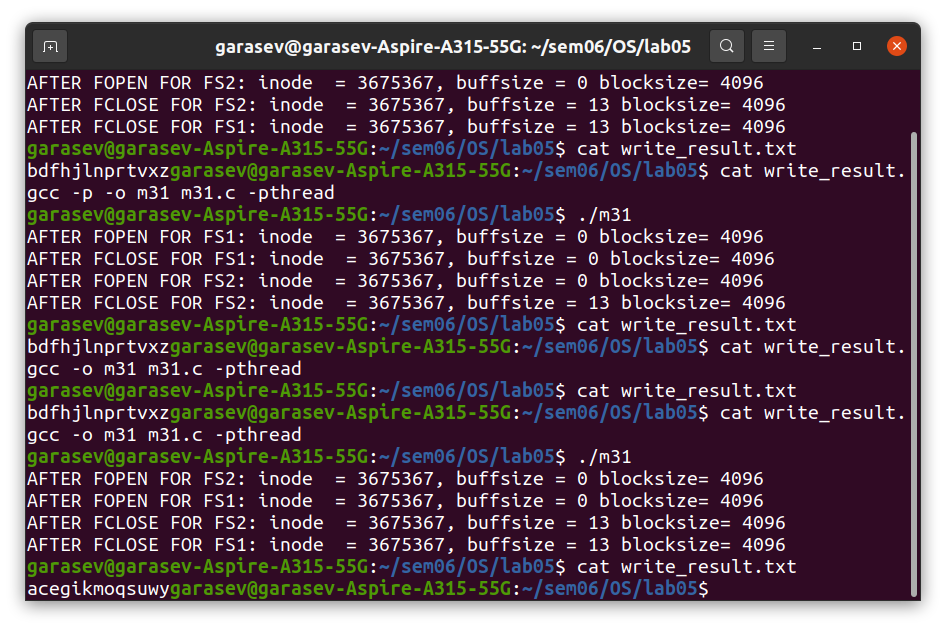 garasev@garasev-Aspire-A315-55G: ~/sem06/OS/lab05
AFTER FOPEN FOR FS2: inode  = 3675367, buffsize = 0 blocksize= 4096
AFTER FCLOSE FOR FS2: inode  = 3675367, buffsize = 13 blocksize= 4096
AFTER FCLOSE FOR FS1: inode  = 3675367, buffsize = 13 blocksize= 4096
garasev@garasev-Aspire-A315-55G:~/sem06/OS/lab05$ cat write_result.txt
bdfhjlnprtvxzgarasev@garasev-Aspire-A315-55G:~/sem06/OS/lab05$ cat write_result.
gcc -p -o m31 m31.c -pthread
garasev@garasev-Aspire-A315-55G:~/sem06/OS/lab05$ ./m31
AFTER FOPEN FOR FS1: inode  = 3675367, buffsize = 0 blocksize= 4096
AFTER FCLOSE FOR FS1: inode  = 3675367, buffsize = 0 blocksize= 4096
AFTER FOPEN FOR FS2: inode  = 3675367, buffsize = 0 blocksize= 4096
AFTER FCLOSE FOR FS2: inode  = 3675367, buffsize = 13 blocksize= 4096
garasev@garasev-Aspire-A315-55G:~/sem06/OS/lab05$ cat write_result.txt
bdfhjlnprtvxzgarasev@garasev-Aspire-A315-55G:~/sem06/OS/lab05$ cat write_result.
gcc -o m31 m31.c -pthread
garasev@garasev-Aspire-A315-55G:~/sem06/OS/lab05$ cat write_result.txt
bdfhjlnprtvxzgarasev@garasev-Aspire-A315-55G:~/sem06/OS/lab05$ cat write_result.
gcc -o m31 m31.c -pthread
garasev@garasev-Aspire-A315-55G:~/sem06/OS/lab05$ ./m31
AFTER FOPEN FOR FS2: inode  = 3675367, buffsize = 0 blocksize= 4096
AFTER FOPEN FOR FS1: inode  = 3675367, buffsize = 0 blocksize= 4096
AFTER FCLOSE FOR FS2: inode  = 3675367, buffsize = 13 blocksize= 4096
AFTER FCLOSE FOR FS1: inode  = 3675367, buffsize = 13 blocksize= 4096
garasev@garasev-Aspire-A315-55G:~/sem06/OS/lab05$ cat write_result.txt
acegikmoqsuwygarasev@garasev-Aspire-A315-55G:~/sem06/OS/lab05$